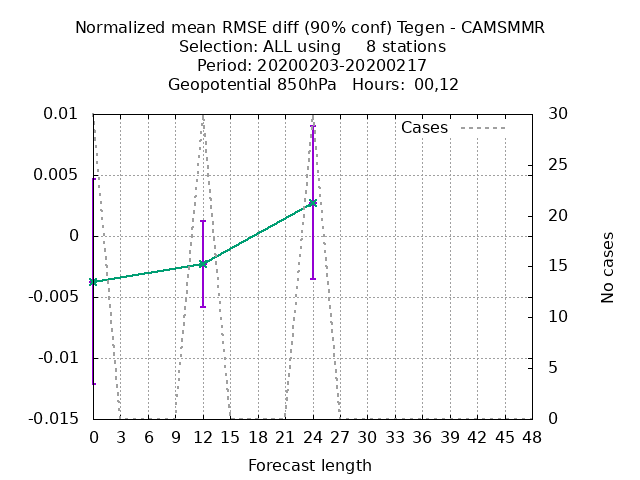 Normalized mean RMSE diff (90% conf) Tegen - CAMSMMR
Selection: ALL using     8 stations
Period: 20200203-20200217
Geopotential 850hPa   Hours: 00,12
Cases
0.01
0.005
0
-0.005
-0.01
-0.015
30
25
20
15
10
5
0
No cases
0 3 6 9 12 15 18 21 24 27 30 33 36 39 42 45 48
Forecast length